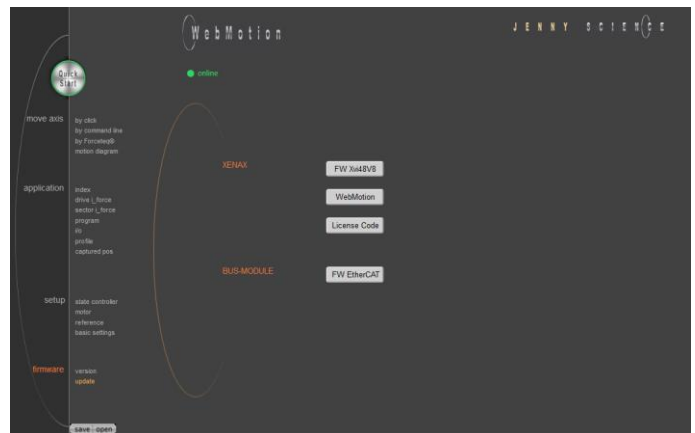 WebMotion
JENNY SCIENCE
Quick
Start
online
move axis
by click
by command line
by Forceteq®
motion diagram
XENAX
FW Xvi48V8
WebMotion
License Code
application
index
drive i_force
sector i_force
program
i/o
profile
captured pos
BUS-MODULE
FW EtherCAT
setup
state controller
motor
reference
basic settings
firmware
version
update
save
open